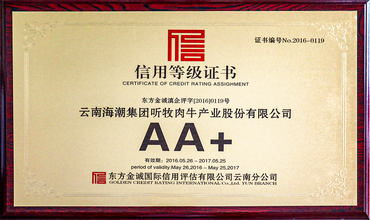 证书编号No.2016-0119
信
信用等级证书
CERTIFICATE OF CREDIT RATING ASSIGNMENT
东方金诚滇企评字[2016]0119号
云南海潮集团听牧肉牛产业股份有限公司
AA+
有效期：2016.05.26 - 2017.05.25
period of validity:May 26,2016 - May 25,2017
信 东方金诚国际信用评估有限公司云南分公司
GOLDEN CREDIT RATING INTERNATIONAL Co.,Ltd. YUN BRANCH